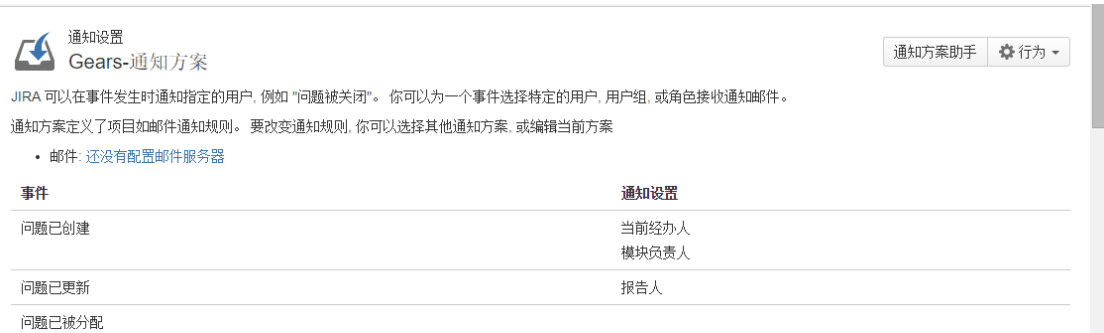 通知设置
Gears-通知方案
通知方案助手 行为
JIRA 可以在事件发生时通知指定的用户, 例如 "问题被关闭"。 你可以为一个事件选择特定的用户, 用户组, 或角色接收通知邮件。
通知方案定义了项目如邮件通知规则。 要改变通知规则, 你可以选择其他通知方案, 或编辑当前方案
• 邮件: 还没有配置邮件服务器
事件 通知设置
问题已创建 当前经办人
模块负责人
问题已更新 报告人
问题已被分配